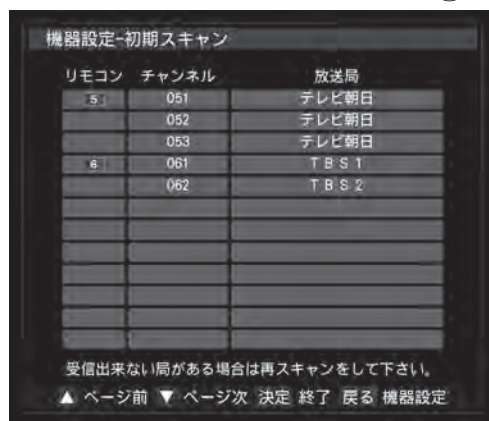 機器設定-初期スキャン
リモコン チャンネル 放送局
5 051 テレビ朝日
052 テレビ朝日
053 テレビ朝日
6 061 TBS1
062 TBS2
受信出来ない局がある場合は再スキャンをして下さい。
▲ ページ前 ▼ ページ次 決定 終了 戻る 機器設定